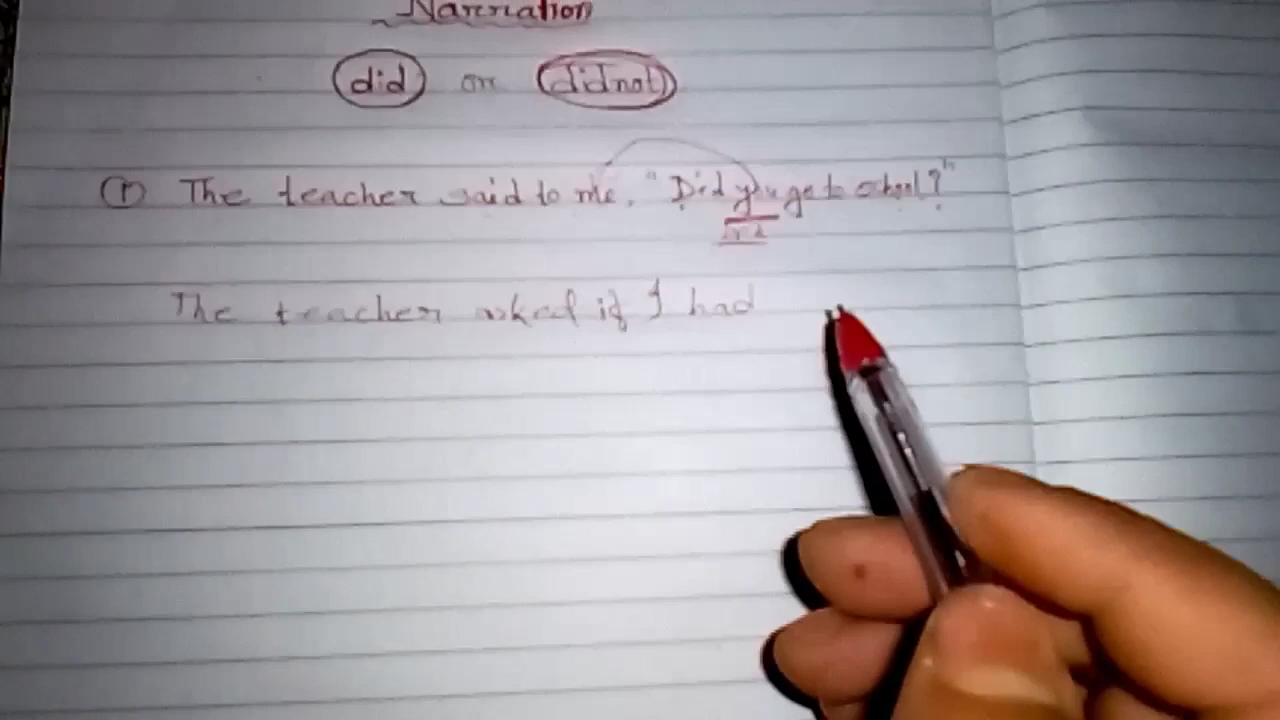 Narration
did or didnot
① The teacher said to me, "Did you go to school?"
The teacher asked if I had